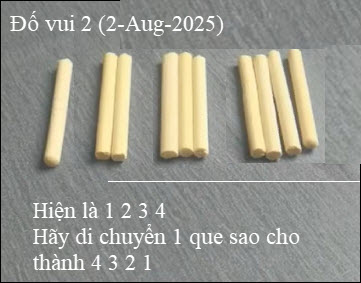 Đố vui 2 (2-Aug-2025)
Hiện là 1 2 3 4
Hãy di chuyển 1 que sao cho
thành 4 3 2 1